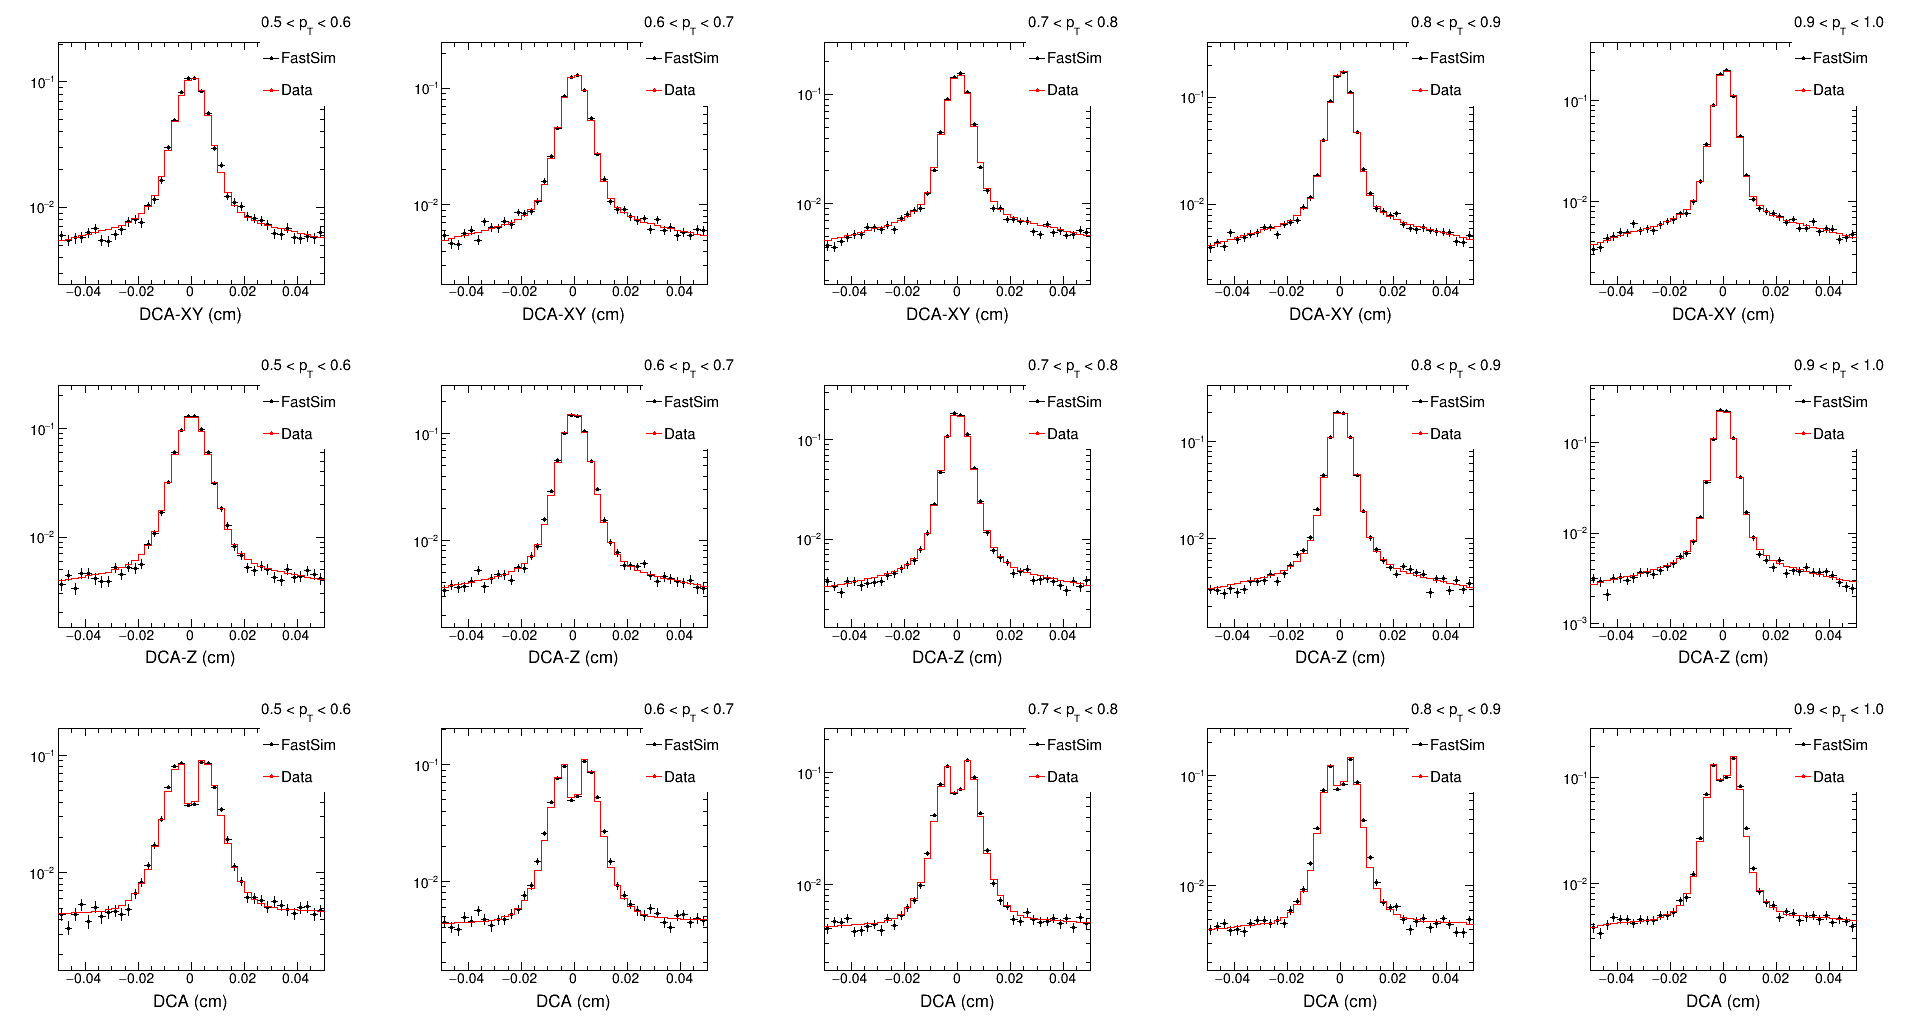 0.5 < pT < 0.6
FastSim
Data
10−1
10−2
−0.04 −0.02 0 0.02 0.04
DCA-XY (cm)
0.6 < pT < 0.7
FastSim
Data
10−1
10−2
−0.04 −0.02 0 0.02 0.04
DCA-XY (cm)
0.7 < pT < 0.8
FastSim
Data
10−1
10−2
−0.04 −0.02 0 0.02 0.04
DCA-XY (cm)
0.8 < pT < 0.9
FastSim
Data
10−1
10−2
−0.04 −0.02 0 0.02 0.04
DCA-XY (cm)
0.9 < pT < 1.0
FastSim
Data
10−1
10−2
−0.04 −0.02 0 0.02 0.04
DCA-XY (cm)
0.5 < pT < 0.6
FastSim
Data
10−1
10−2
−0.04 −0.02 0 0.02 0.04
DCA-Z (cm)
0.6 < pT < 0.7
FastSim
Data
10−1
10−2
−0.04 −0.02 0 0.02 0.04
DCA-Z (cm)
0.7 < pT < 0.8
FastSim
Data
10−1
10−2
−0.04 −0.02 0 0.02 0.04
DCA-Z (cm)
0.8 < pT < 0.9
FastSim
Data
10−1
10−2
−0.04 −0.02 0 0.02 0.04
DCA-Z (cm)
0.9 < pT < 1.0
FastSim
Data
10−1
10−2
10−3
−0.04 −0.02 0 0.02 0.04
DCA-Z (cm)
0.5 < pT < 0.6
FastSim
Data
10−1
10−2
−0.04 −0.02 0 0.02 0.04
DCA (cm)
0.6 < pT < 0.7
FastSim
Data
10−1
10−2
−0.04 −0.02 0 0.02 0.04
DCA (cm)
0.7 < pT < 0.8
FastSim
Data
10−1
10−2
−0.04 −0.02 0 0.02 0.04
DCA (cm)
0.8 < pT < 0.9
FastSim
Data
10−1
10−2
−0.04 −0.02 0 0.02 0.04
DCA (cm)
0.9 < pT < 1.0
FastSim
Data
10−1
10−2
−0.04 −0.02 0 0.02 0.04
DCA (cm)